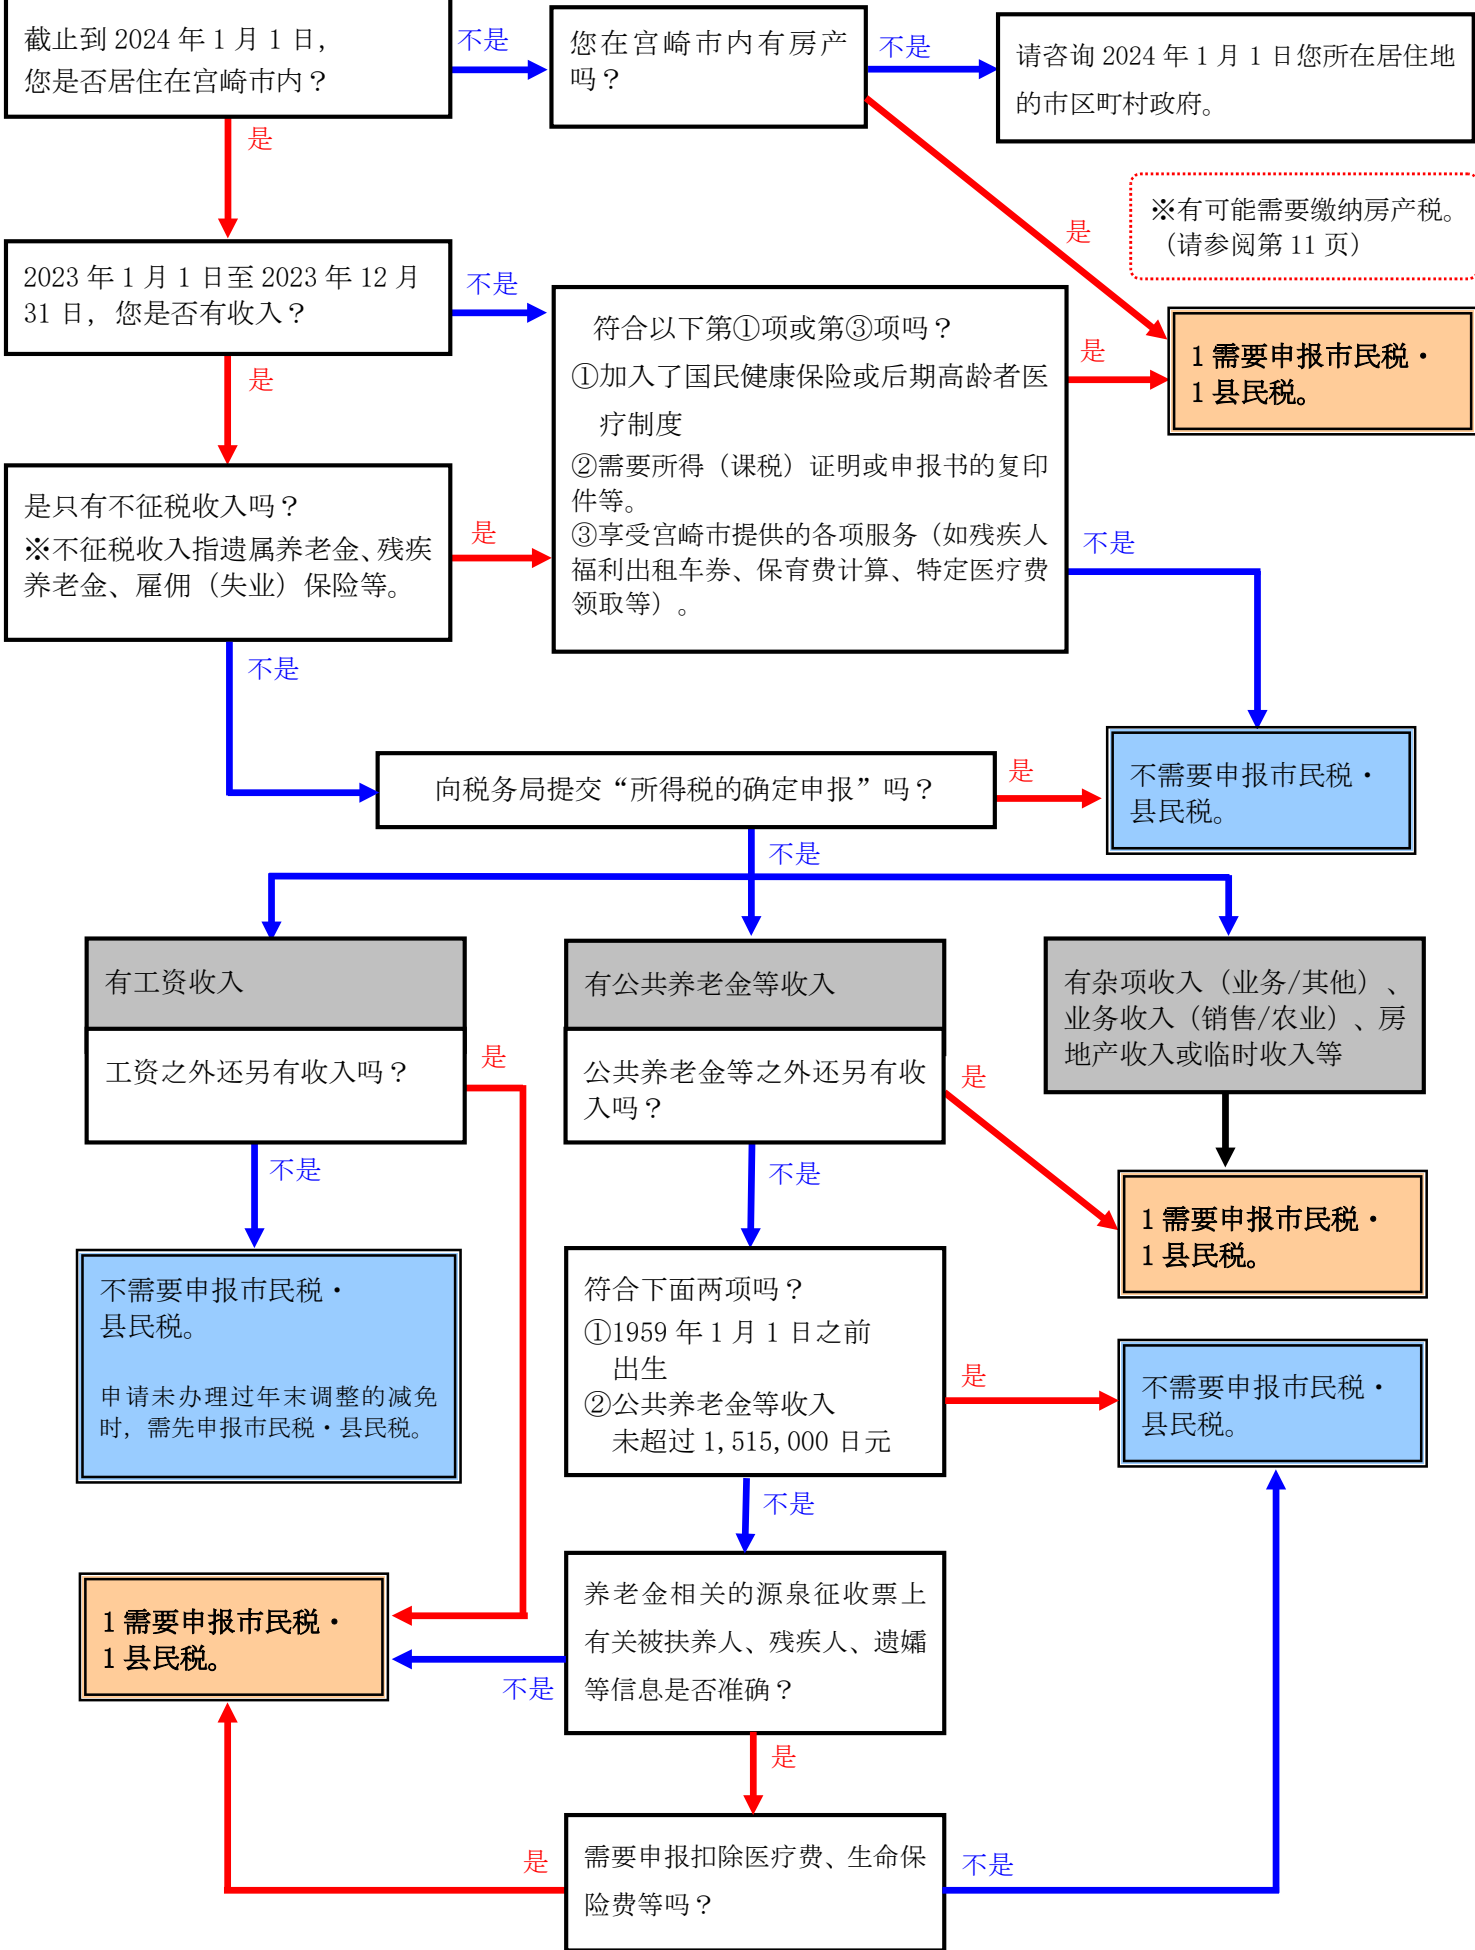 截止到 2024 年 1 月 1 日,
您是否居住在宫崎市内？
不是
您在宫崎市内有房产
吗？
不是
请咨询 2024 年 1 月 1 日您所在居住地
的市区町村政府。
是
是
※有可能需要缴纳房产税。
（请参阅第 11 页）
2023 年 1 月 1 日至 2023 年 12 月
31 日, 您是否有收入？
不是
符合以下第①项或第③项吗？
①加入了国民健康保险或后期高龄者医
疗制度
②需要所得（课税）证明或申报书的复印
件等。
③享受宫崎市提供的各项服务（如残疾人
福利出租车券、保育费计算、特定医疗费
领取等）。
是
1 需要申报市民税・
1 县民税。
是
是只有不征税收入吗？
※不征税收入指遗属养老金、残疾
养老金、雇佣（失业）保险等。
是
不是
不是
向税务局提交“所得税的确定申报”吗？
是
不需要申报市民税・
县民税。
不是
有工资收入
工资之外还另有收入吗？
是
有公共养老金等收入
公共养老金等之外还另有收
入吗？
是
有杂项收入（业务/其他）、
业务收入（销售/农业）、房
地产收入或临时收入等
不是
不是
1 需要申报市民税・
1 县民税。
不需要申报市民税・
县民税。
申请未办理过年末调整的减免
时, 需先申报市民税・县民税。
符合下面两项吗？
①1959 年 1 月 1 日之前
出生
②公共养老金等收入
未超过 1,515,000 日元
是
不需要申报市民税・
县民税。
不是
1 需要申报市民税・
1 县民税。
养老金相关的源泉征收票上
有关被扶养人、残疾人、遗孀
等信息是否准确？
不是
是
需要申报扣除医疗费、生命保
险费等吗？
是
不是